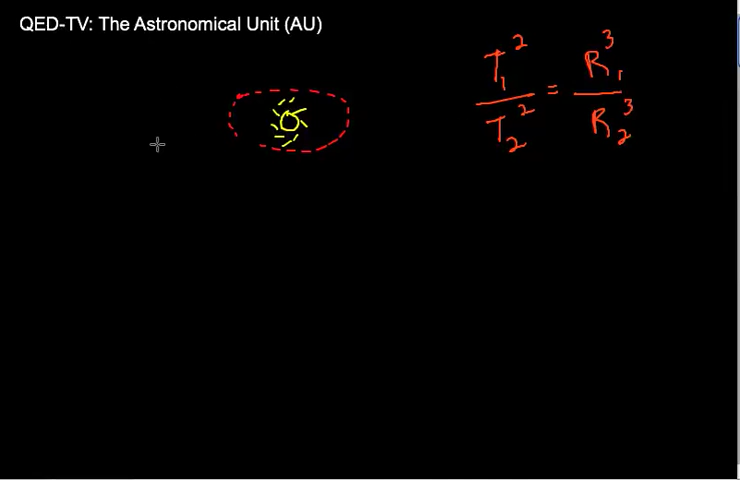 QED-TV: The Astronomical Unit (AU)
T₁² / T₂² = R₁³ / R₂³